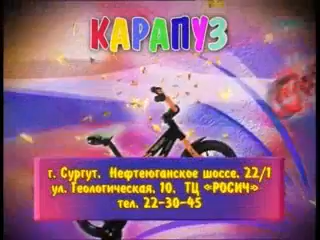 КАРАПУЗ
г. Сургут. Нефтеюганское шоссе, 22/1
ул. Геологическая, 10, ТЦ «РОСИЧ»
тел. 22-30-45